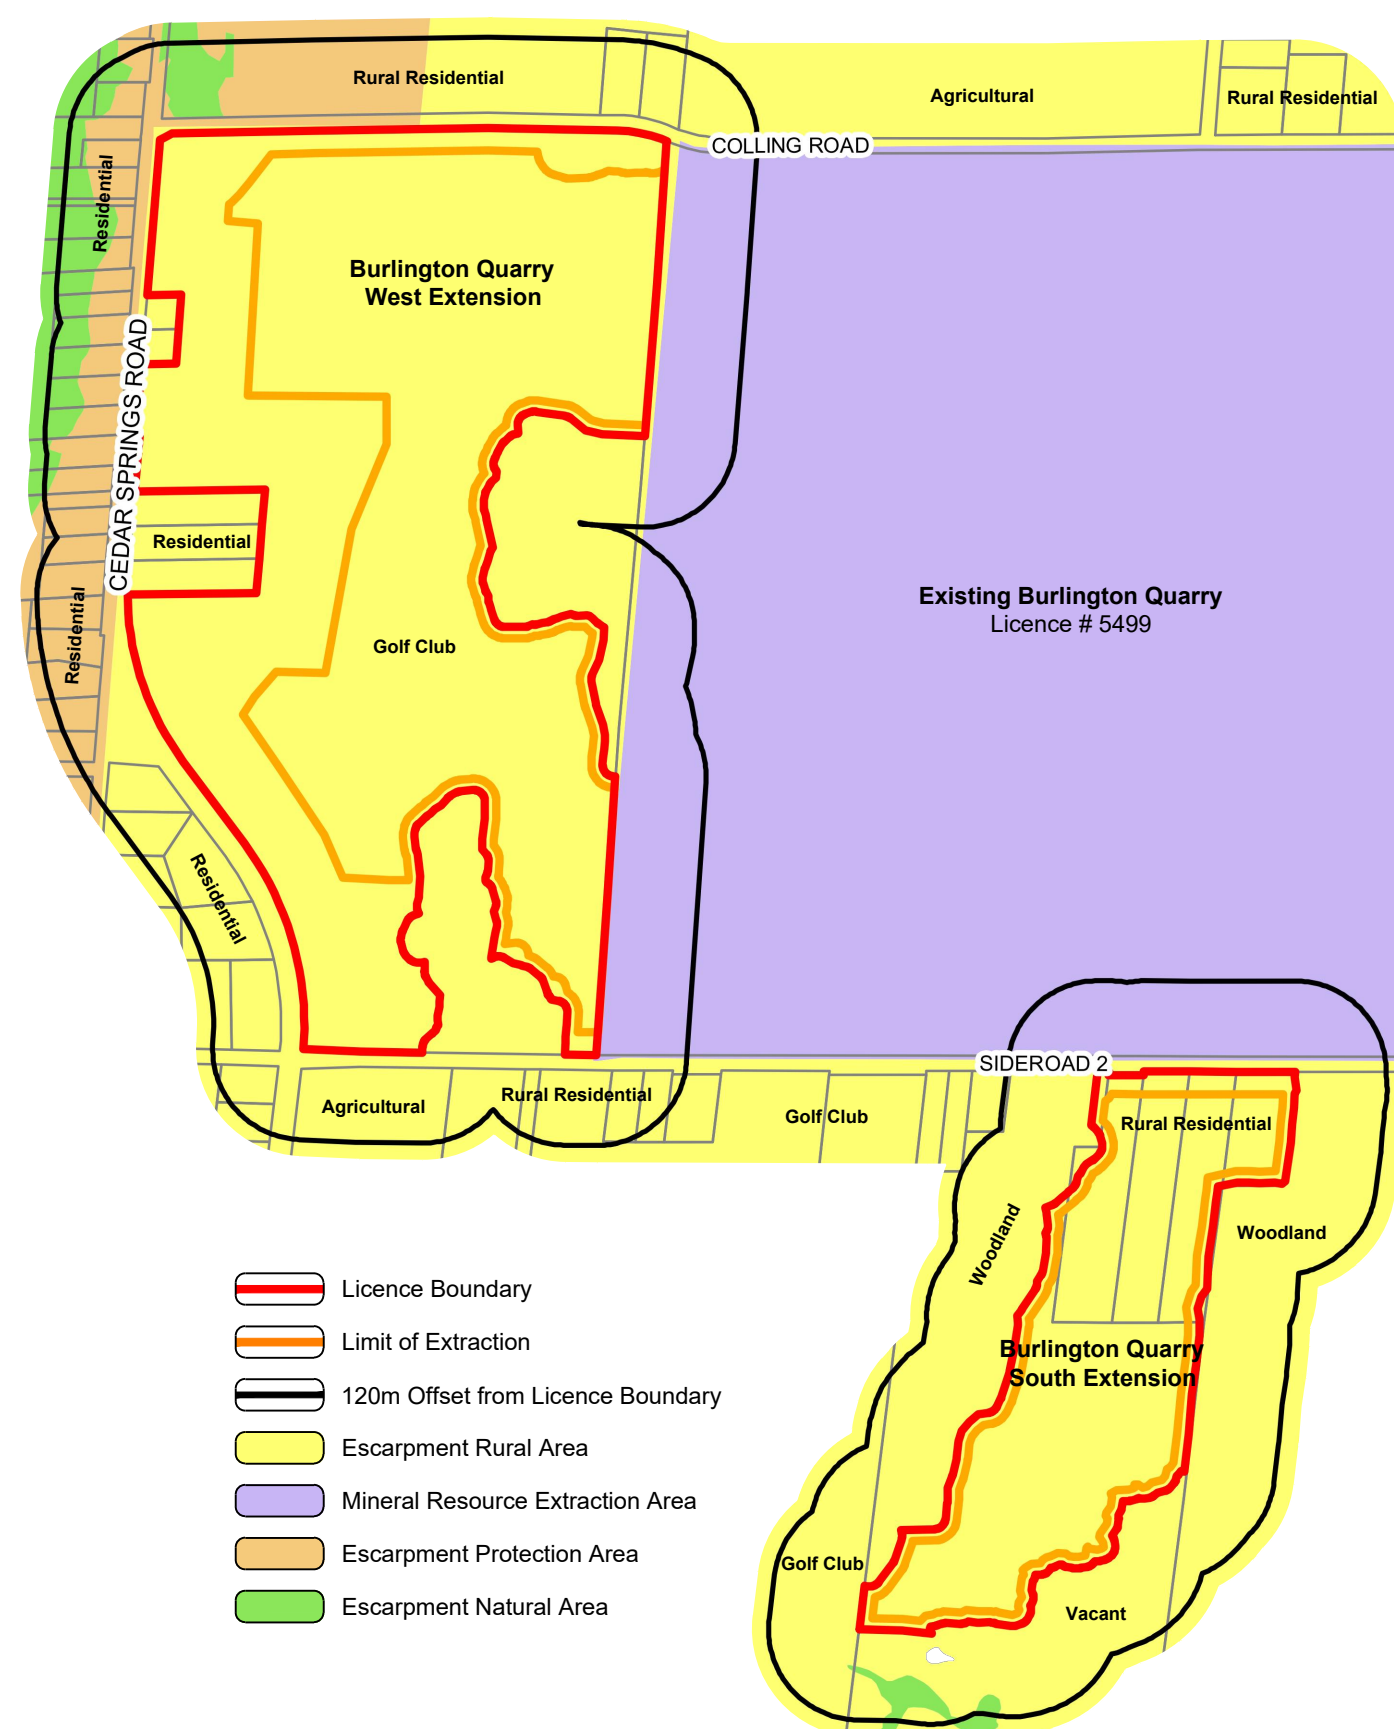 Rural Residential
Agricultural
Rural Residential
COLLING ROAD
Residential
Burlington Quarry
West Extension
CEDAR SPRINGS ROAD
Residential
Existing Burlington Quarry
Licence # 5499
Residential
Golf Club
Residential
SIDEROAD 2
Agricultural
Rural Residential
Golf Club
Rural Residential
Woodland
Woodland
Burlington Quarry
South Extension
Golf Club
Vacant
Licence Boundary
Limit of Extraction
120m Offset from Licence Boundary
Escarpment Rural Area
Mineral Resource Extraction Area
Escarpment Protection Area
Escarpment Natural Area